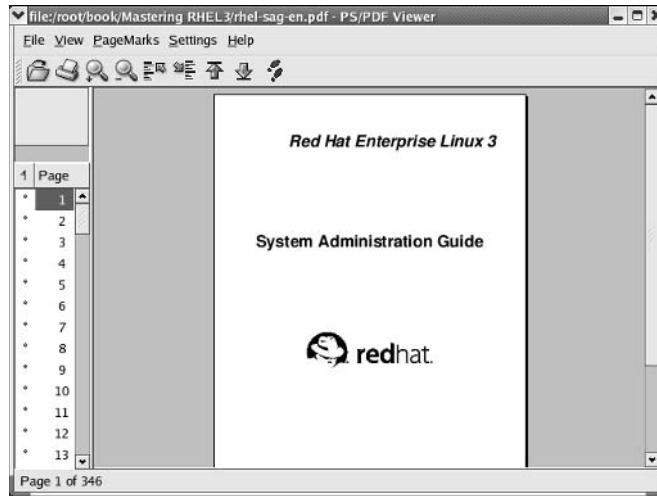 file:/root/book/Mastering RHEL3/rhel-sag-en.pdf - PS/PDF Viewer
File View PageMarks Settings Help
Page
1
2
3
4
5
6
7
8
9
10
11
12
13
Red Hat Enterprise Linux 3
System Administration Guide
redhat.
Page 1 of 346